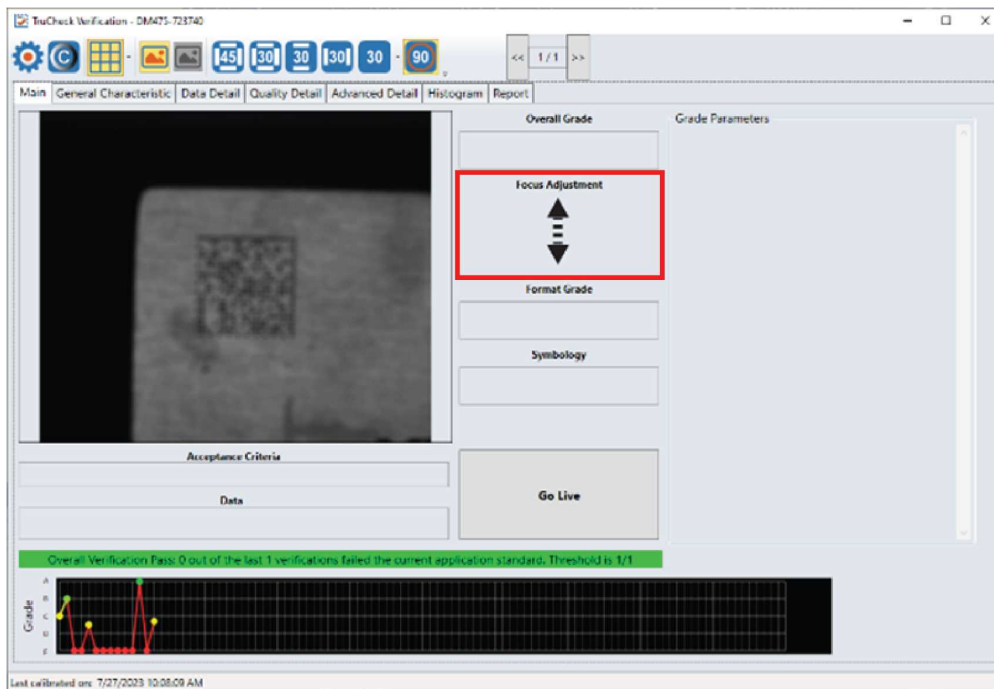 TruCheck Verification - DM475-723740
45 30 30 30 30 - 90 << 1 / 1 >>
Main General Characteristic Data Detail Quality Detail Advanced Detail Histogram Report
Overall Grade
Grade Parameters
Focus Adjustment
Format Grade
Symbology
Acceptance Criteria
Data
Go Live
Overall Verification Pass: 0 out of the last 1 verifications failed the current application standard. Threshold is 1/1
Grade
A
B
C
D
F
Last calibrated on: 7/27/2023 10:08:09 AM